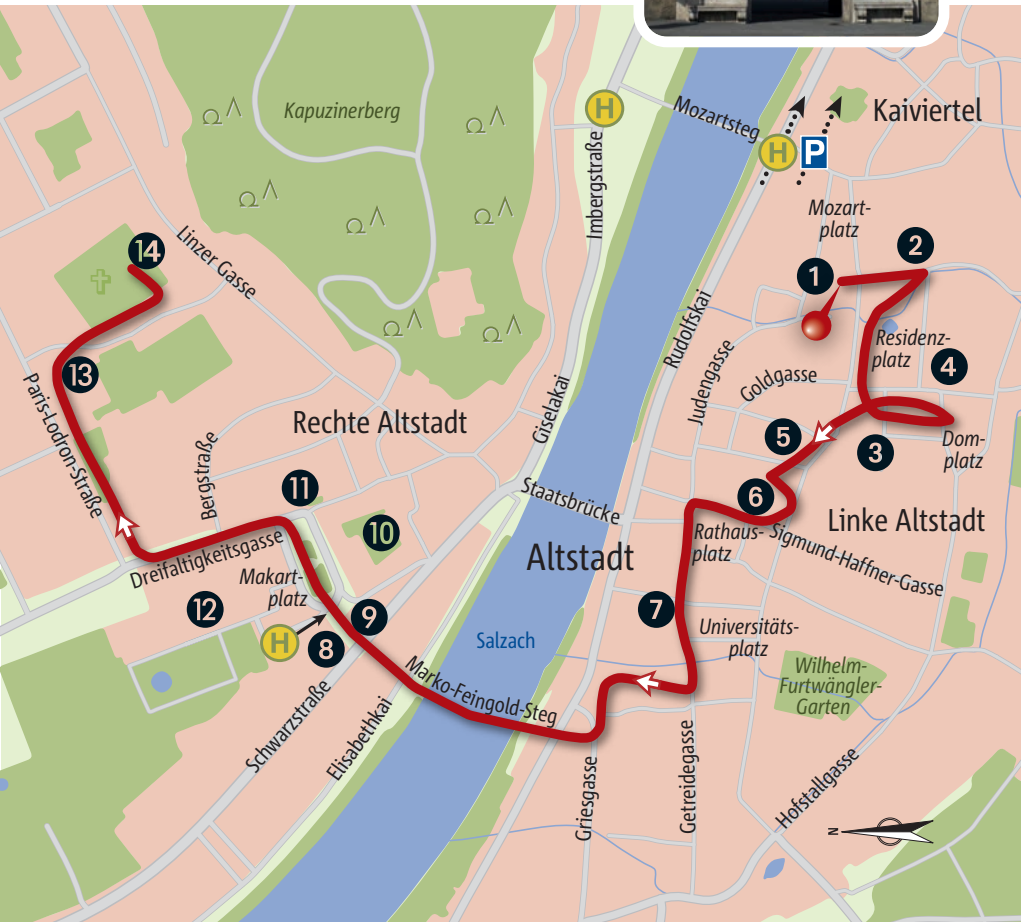 Kapuzinerberg
H
Mozartsteg
Kaiviertel
H
P
Imbergstraße
Mozart-
platz
Linzer Gasse
14
2
1
Rudolfskai
Residenz-
platz
4
Judengasse
Goldgasse
13
Paris-Lodron-Straße
Rechte Altstadt
Giselakai
5
3
Dom-
platz
Bergstraße
11
6
Staatsbrücke
Linke Altstadt
10
Rathaus-
platz
Sigmund-Haffner-Gasse
Altstadt
Dreifaltigkeitsgasse
Makart-
platz
12
9
7
H
8
Salzach
Universitäts-
platz
Wilhelm-
Furtwängler-
Garten
Marko-Feingold-Steg
Schwarzstraße
Elisabethkai
Griesgasse
Getreidegasse
Hofstallgasse
N